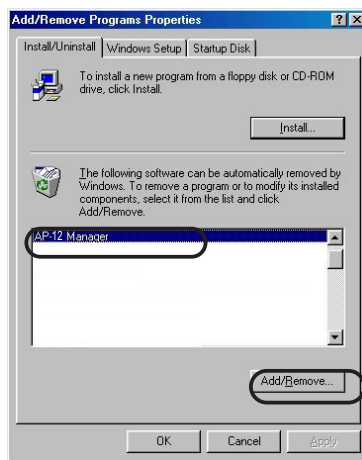 Add/Remove Programs Properties
Install/Uninstall Windows Setup Startup Disk
To install a new program from a floppy disk or CD-ROM
drive, click Install.
Install...
The following software can be automatically removed by
Windows. To remove a program or to modify its installed
components, select it from the list and click
Add/Remove.
AP-12 Manager
Add/Remove...
OK Cancel Apply